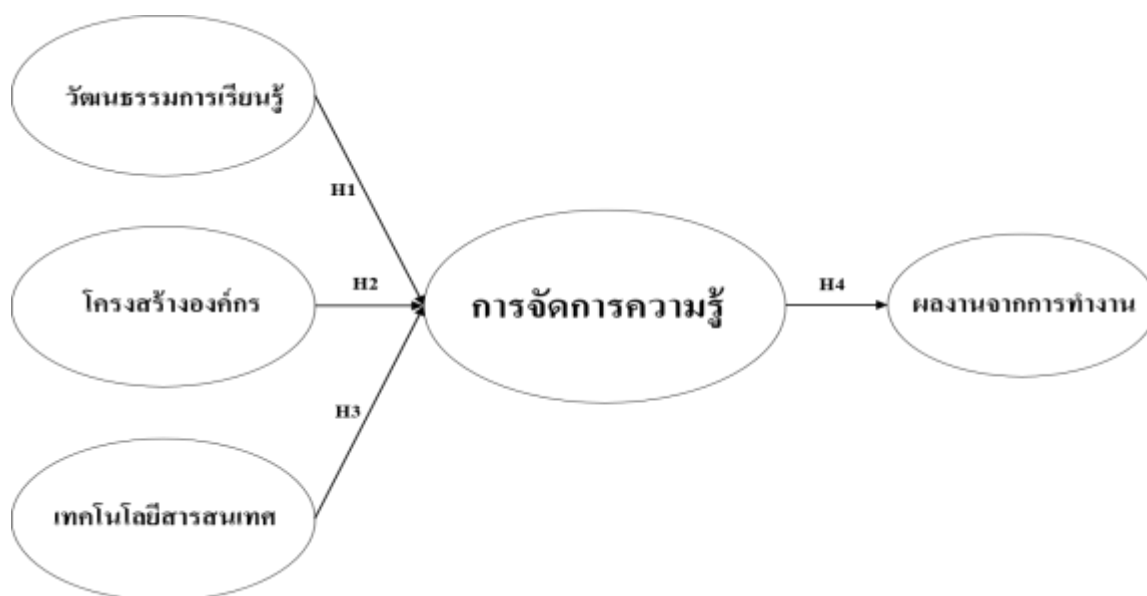 วัฒนธรรมการเรียนรู้
H1
โครงสร้างองค์กร
H2
การจัดการความรู้
H4
ผลงานจากการทำงาน
H3
เทคโนโลยีสารสนเทศ